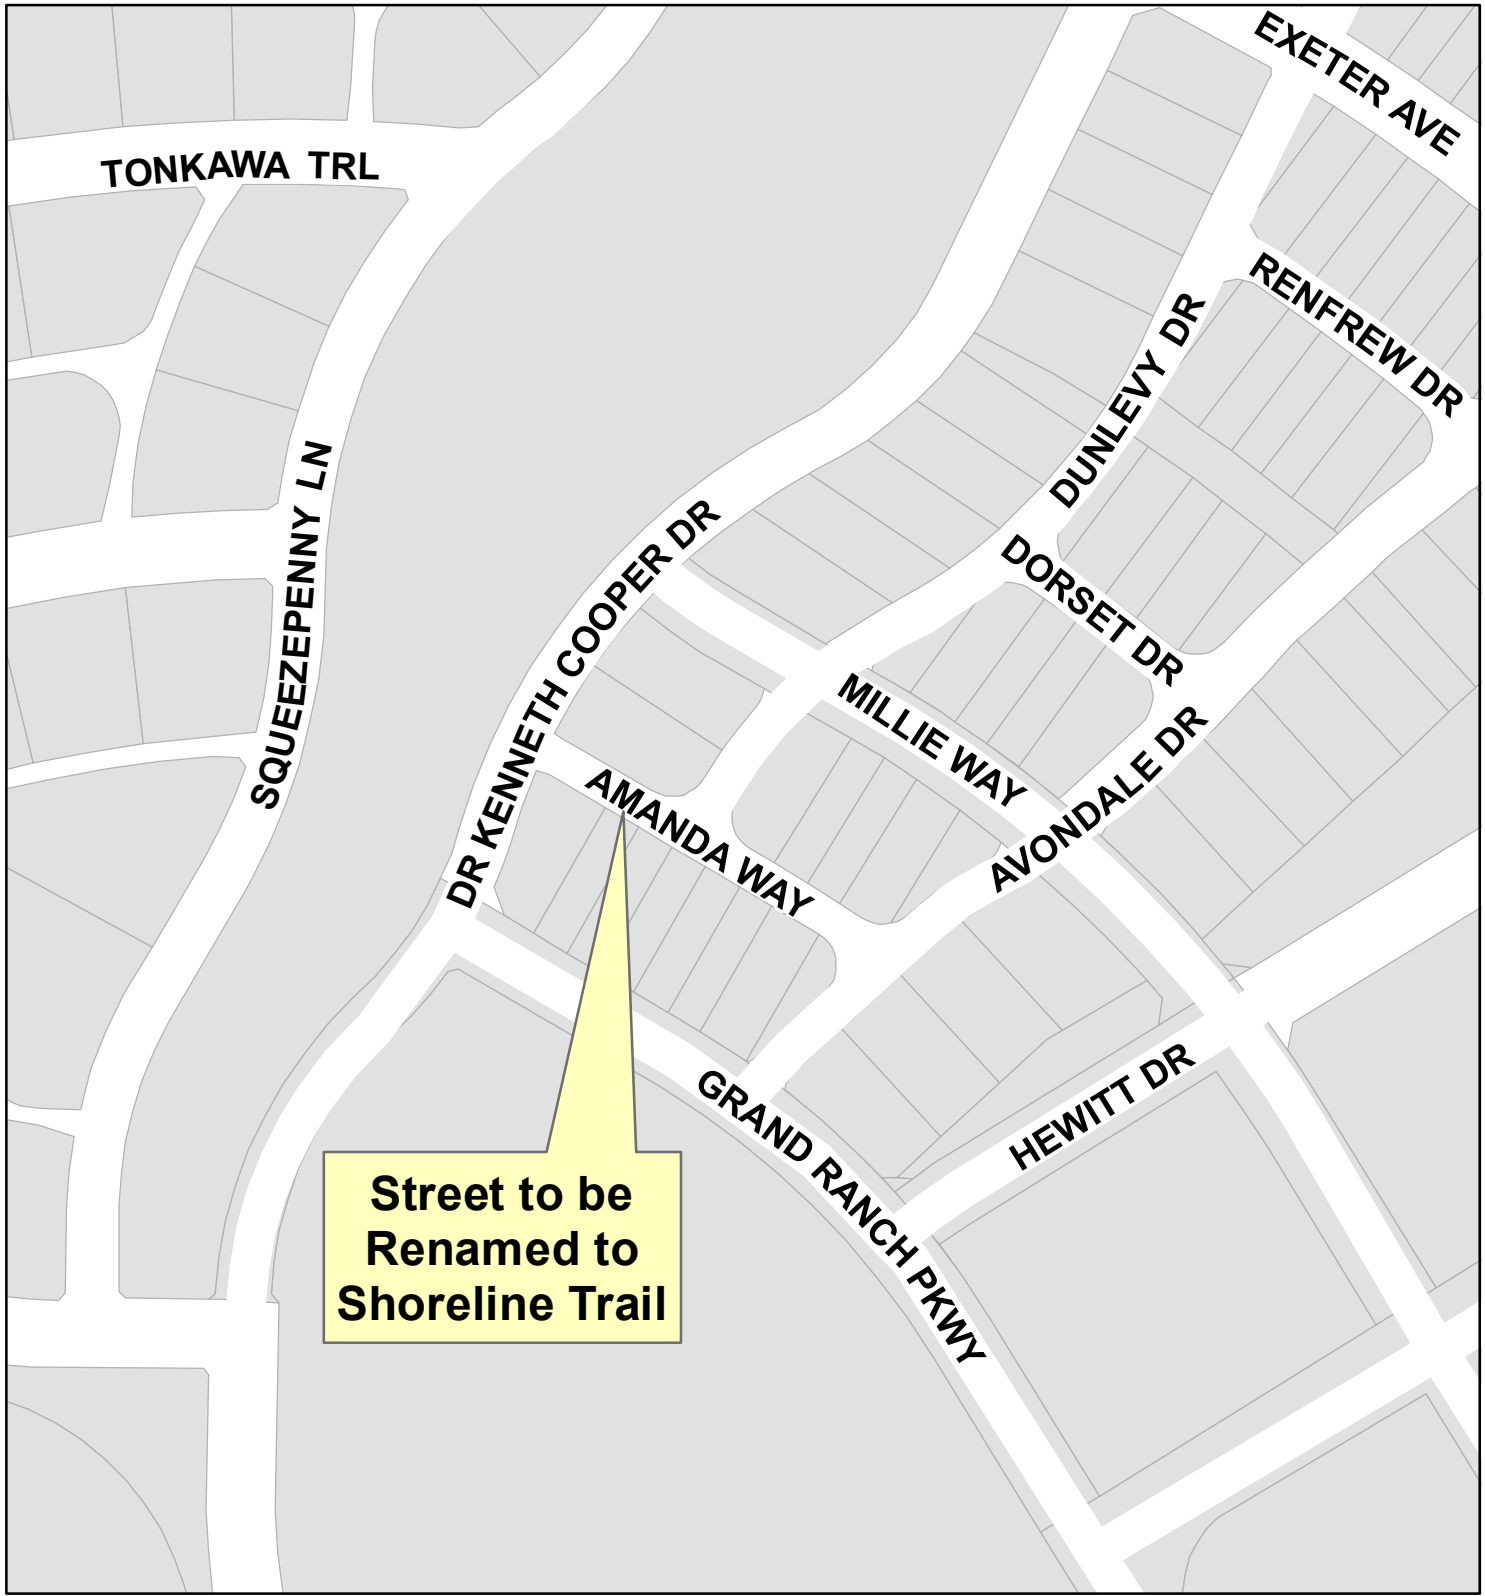 EXETER AVE
TONKAWA TRL
RENFREW DR
DUNLEVY DR
SQUEEZEPENNY LN
DR KENNETH COOPER DR
DORSET DR
MILLIE WAY
AVONDALE DR
AMANDA WAY
GRAND RANCH PKWY
HEWITT DR
Street to be
Renamed to
Shoreline Trail